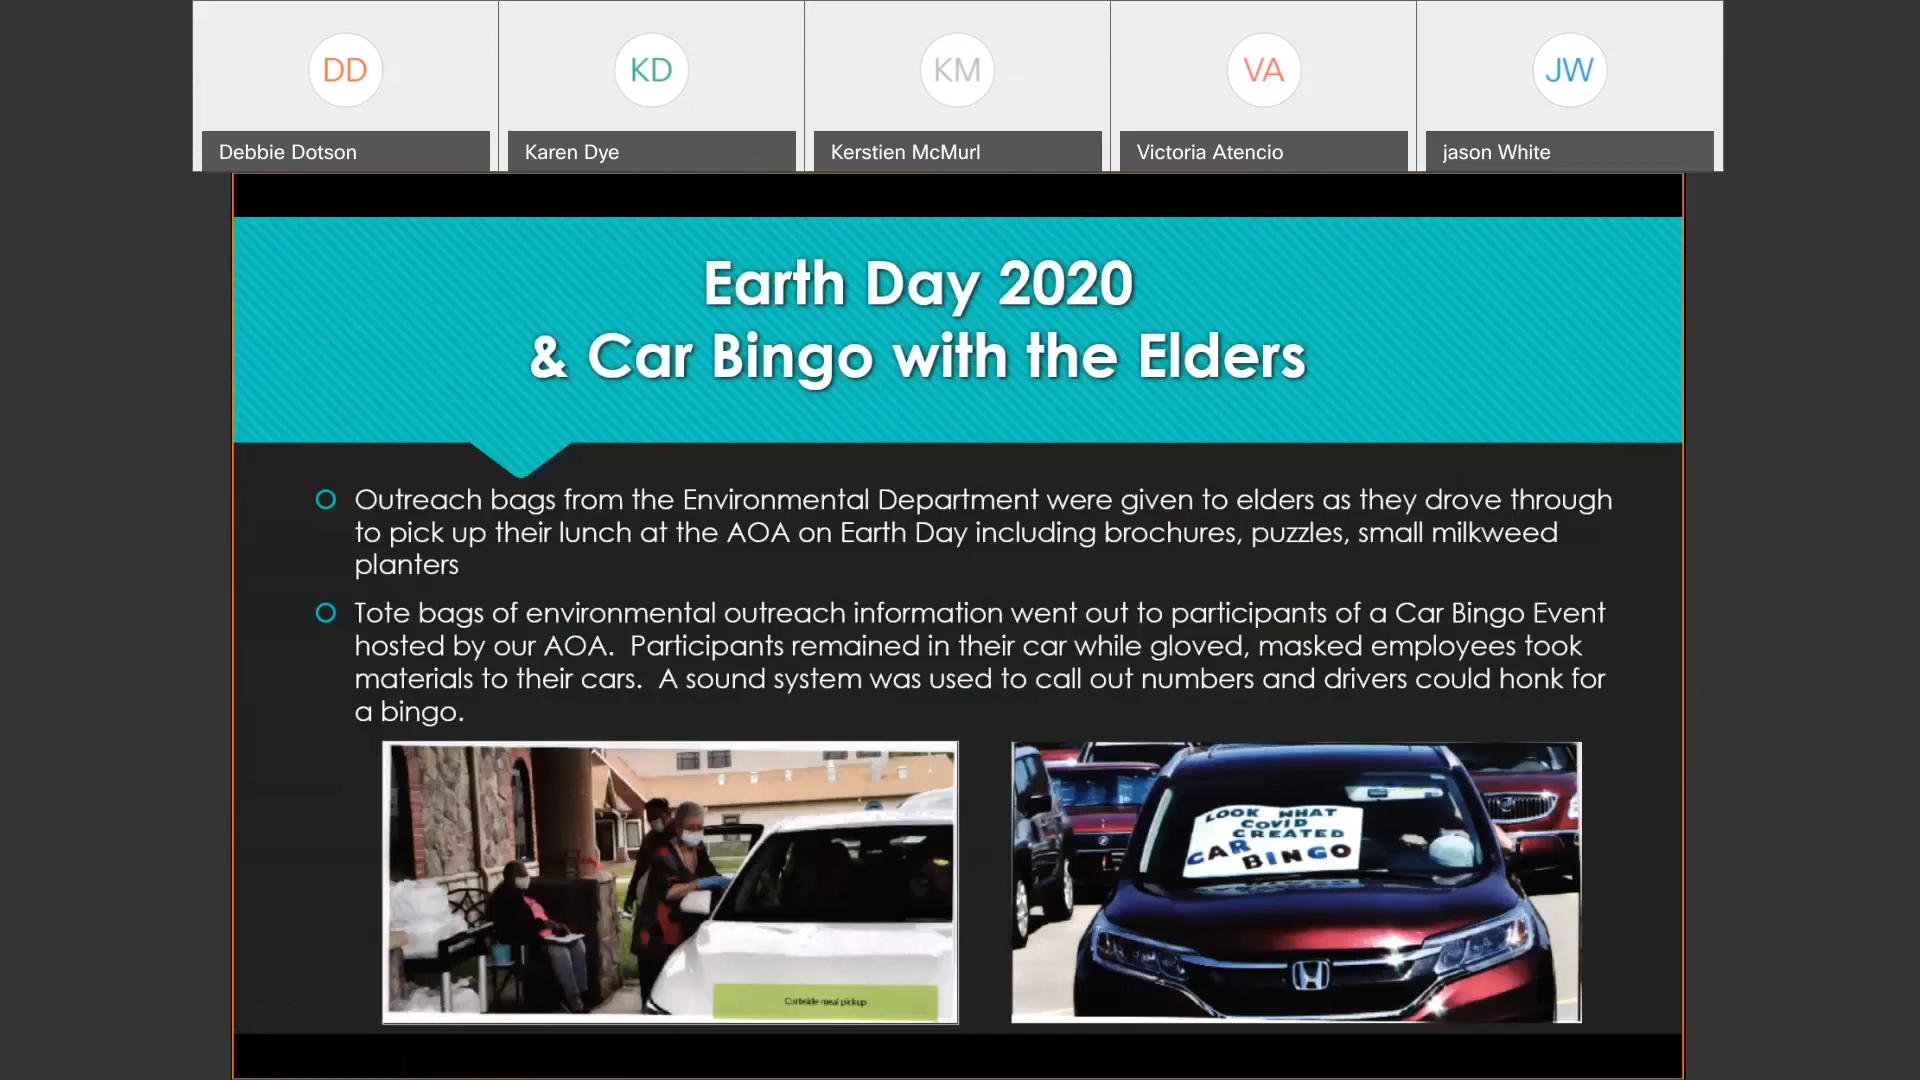 DD
KD
KM
VA
JW
Debbie Dotson
Karen Dye
Kerstien McMurl
Victoria Atencio
jason White
Earth Day 2020
& Car Bingo with the Elders
Outreach bags from the Environmental Department were given to elders as they drove through
to pick up their lunch at the AOA on Earth Day including brochures, puzzles, small milkweed
planters
Tote bags of environmental outreach information went out to participants of a Car Bingo Event
hosted by our AOA.  Participants remained in their car while gloved, masked employees took
materials to their cars.  A sound system was used to call out numbers and drivers could honk for
a bingo.
Curbside meal pickup
LOOK WHAT
COVID
CREATED
CAR
BINGO